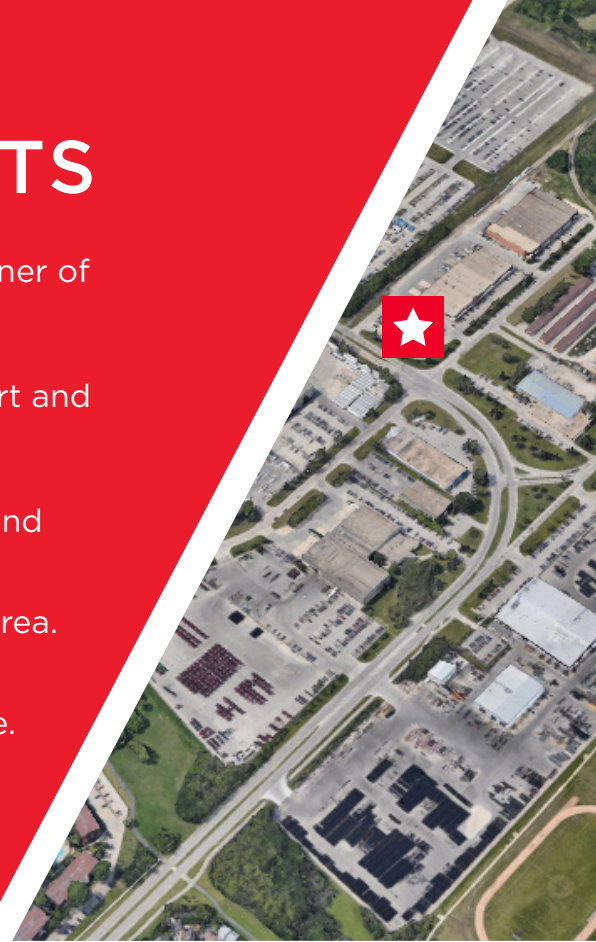 TS
ner of
rt and
nd
rea.
e.